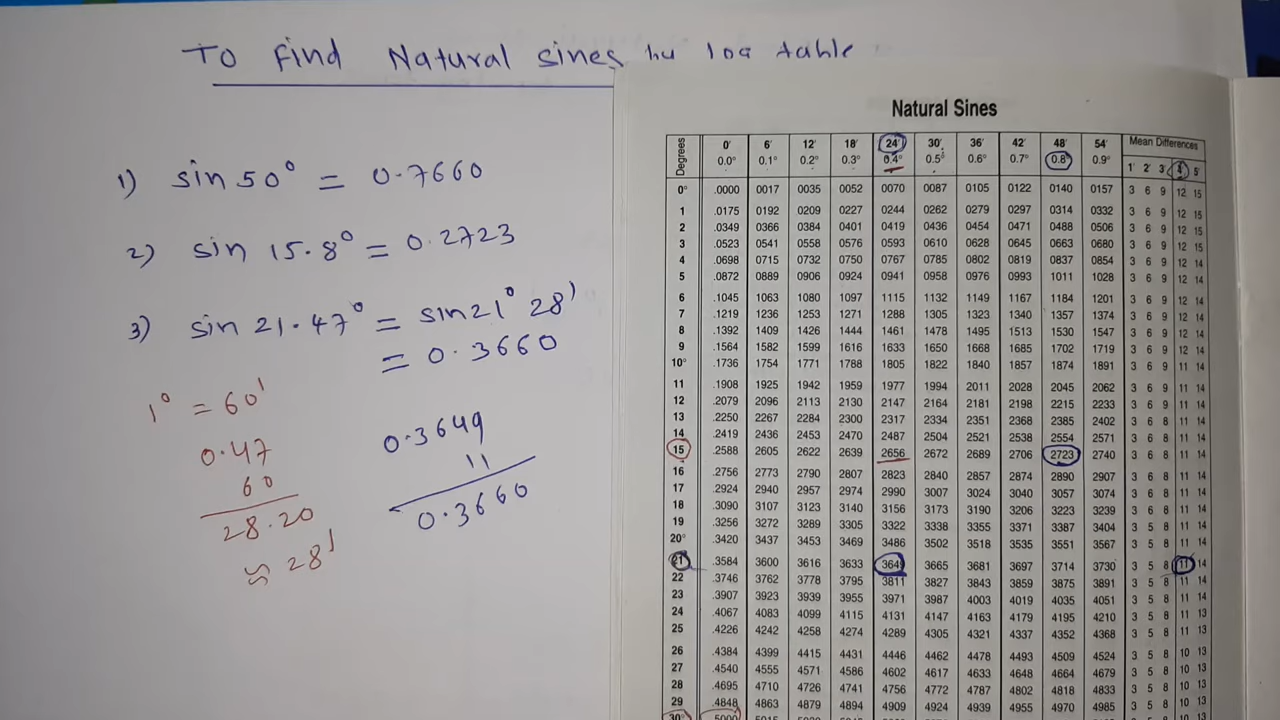 To Find Natural sines by log table
1) sin 50° = 0.7660
2) sin 15.8° = 0.2723
3) sin 21.47° = sin 21° 28'
= 0.3660
1° = 60'
0.47
60
28.20
≈ 28'
0.3649
11
0.3660
Natural Sines
Degrees 0' 6' 12' 18' 24' 30' 36' 42' 48' 54' Mean Differences
0.0° 0.1° 0.2° 0.3° 0.4° 0.5° 0.6° 0.7° 0.8° 0.9° 1' 2' 3' 4' 5'
0° .0000 0017 0035 0052 0070 0087 0105 0122 0140 0157 3 6 9 12 15
1 .0175 0192 0209 0227 0244 0262 0279 0297 0314 0332 3 6 9 12 15
2 .0349 0366 0384 0401 0419 0436 0454 0471 0488 0506 3 6 9 12 15
3 .0523 0541 0558 0576 0593 0610 0628 0645 0663 0680 3 6 9 12 15
4 .0698 0715 0732 0750 0767 0785 0802 0819 0837 0854 3 6 9 12 14
5 .0872 0889 0906 0924 0941 0958 0976 0993 1011 1028 3 6 9 12 14
6 .1045 1063 1080 1097 1115 1132 1149 1167 1184 1201 3 6 9 12 14
7 .1219 1236 1253 1271 1288 1305 1323 1340 1357 1374 3 6 9 12 14
8 .1392 1409 1426 1444 1461 1478 1495 1513 1530 1547 3 6 9 12 14
9 .1564 1582 1599 1616 1633 1650 1668 1685 1702 1719 3 6 9 12 14
10° .1736 1754 1771 1788 1805 1822 1840 1857 1874 1891 3 6 9 11 14
11 .1908 1925 1942 1959 1977 1994 2011 2028 2045 2062 3 6 9 11 14
12 .2079 2096 2113 2130 2147 2164 2181 2198 2215 2233 3 6 9 11 14
13 .2250 2267 2284 2300 2317 2334 2351 2368 2385 2402 3 6 8 11 14
14 .2419 2436 2453 2470 2487 2504 2521 2538 2554 2571 3 6 8 11 14
15 .2588 2605 2622 2639 2656 2672 2689 2706 2723 2740 3 6 8 11 14
16 .2756 2773 2790 2807 2823 2840 2857 2874 2890 2907 3 6 8 11 14
17 .2924 2940 2957 2974 2990 3007 3024 3040 3057 3074 3 6 8 11 14
18 .3090 3107 3123 3140 3156 3173 3190 3206 3223 3239 3 6 8 11 14
19 .3256 3272 3289 3305 3322 3338 3355 3371 3387 3404 3 5 8 11 14
20° .3420 3437 3453 3469 3486 3502 3518 3535 3551 3567 3 5 8 11 14
21 .3584 3600 3616 3633 3649 3665 3681 3697 3714 3730 3 5 8 11 14
22 .3746 3762 3778 3795 3811 3827 3843 3859 3875 3891 3 5 8 11 14
23 .3907 3923 3939 3955 3971 3987 4003 4019 4035 4051 3 5 8 11 14
24 .4067 4083 4099 4115 4131 4147 4163 4179 4195 4210 3 5 8 11 13
25 .4226 4242 4258 4274 4289 4305 4321 4337 4352 4368 3 5 8 11 13
26 .4384 4399 4415 4431 4446 4462 4478 4493 4509 4524 3 5 8 10 13
27 .4540 4555 4571 4586 4602 4617 4633 4648 4664 4679 3 5 8 10 13
28 .4695 4710 4726 4741 4756 4772 4787 4802 4818 4833 3 5 8 10 13
29 .4848 4863 4879 4894 4909 4924 4939 4955 4970 4985 3 5 8 10 13
30° .5000